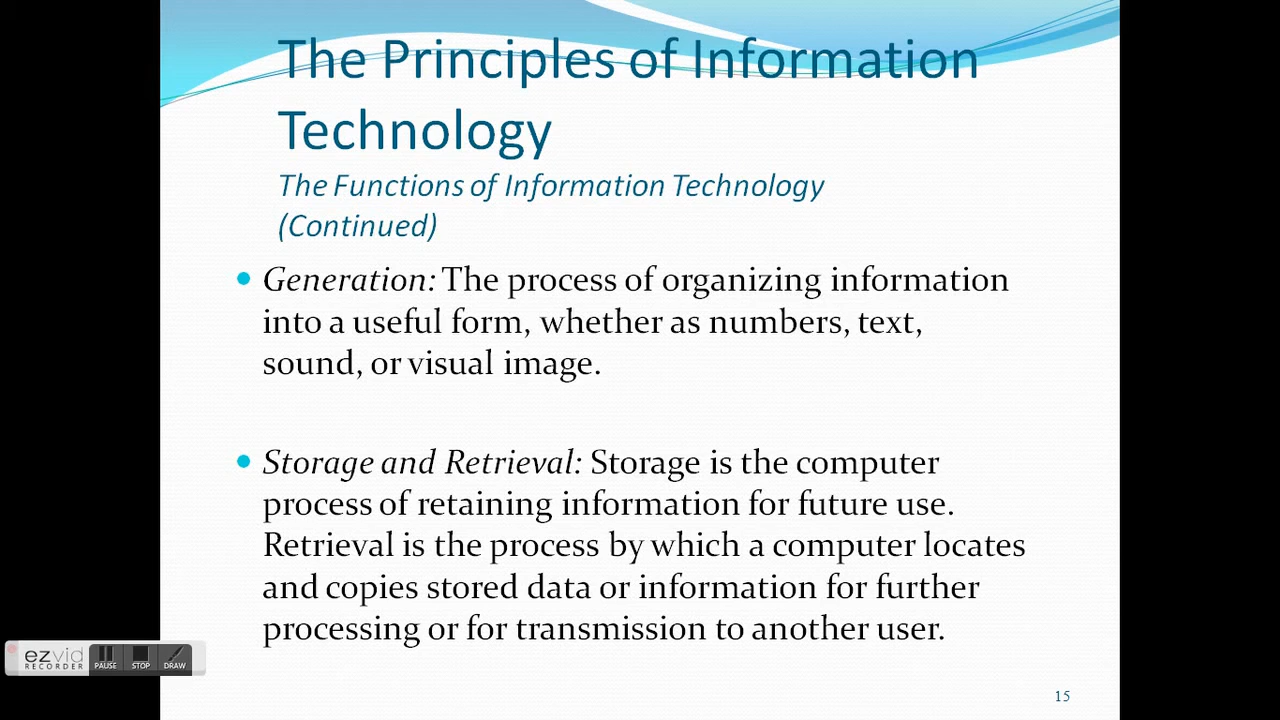 The Principles of Information
Technology
The Functions of Information Technology
(Continued)
Generation: The process of organizing information
into a useful form, whether as numbers, text,
sound, or visual image.
Storage and Retrieval: Storage is the computer
process of retaining information for future use.
Retrieval is the process by which a computer locates
and copies stored data or information for further
processing or for transmission to another user.
ezvid
RECORDER
PAUSE STOP DRAW
15